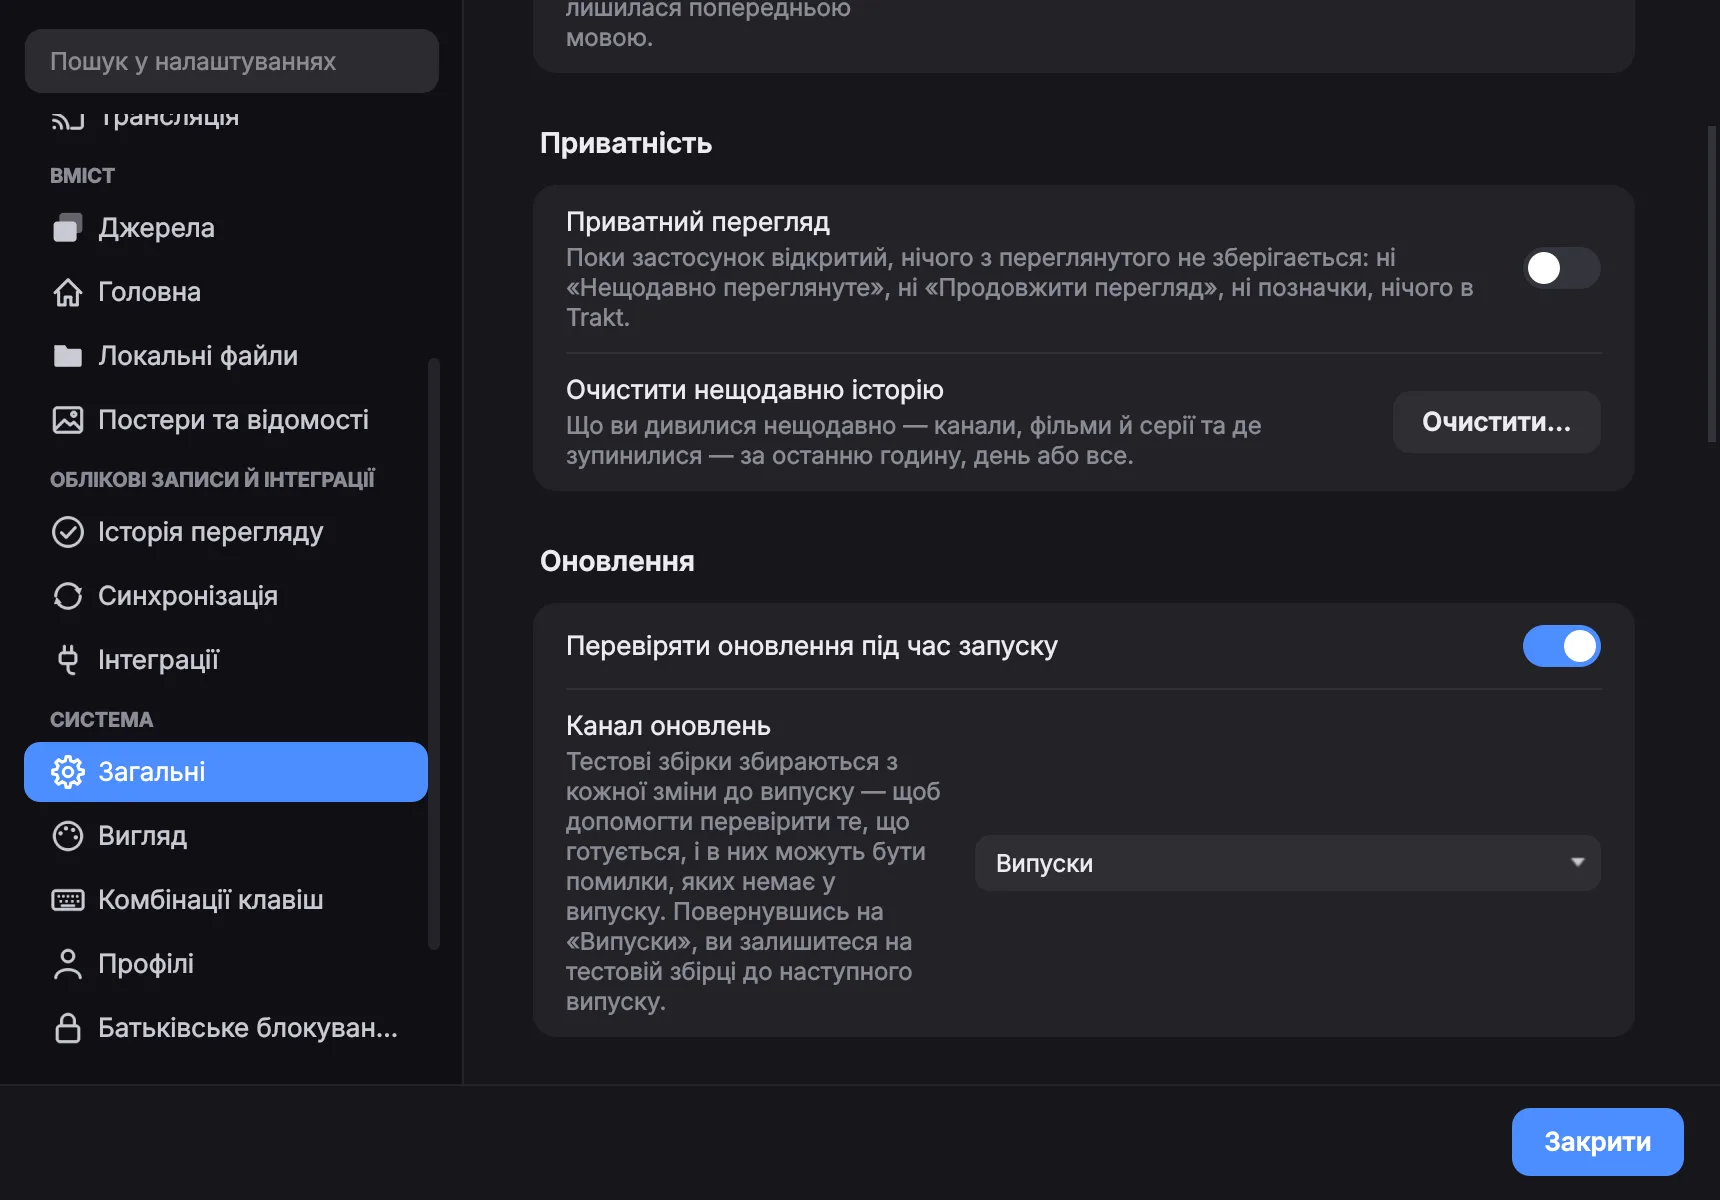 Пошук у налаштуваннях
Трансляція
ВМІСТ
Джерела
Головна
Локальні файли
Постери та відомості
ОБЛІКОВІ ЗАПИСИ Й ІНТЕГРАЦІЇ
Історія перегляду
Синхронізація
Інтеграції
СИСТЕМА
Загальні
Вигляд
Комбінації клавіш
Профілі
Батьківське блокуван...
лишилася попередньою
мовою.
Приватність
Приватний перегляд
Поки застосунок відкритий, нічого з переглянутого не зберігається: ні
«Нещодавно переглянуте», ні «Продовжити перегляд», ні позначки, нічого в
Trakt.
Очистити нещодавню історію
Що ви дивилися нещодавно — канали, фільми й серії та де
зупинилися — за останню годину, день або все.
Очистити...
Оновлення
Перевіряти оновлення під час запуску
Канал оновлень
Тестові збірки збираються з
кожної зміни до випуску — щоб
допомогти перевірити те, що
готується, і в них можуть бути
помилки, яких немає у
випуску. Повернувшись на
«Випуски», ви залишитеся на
тестовій збірці до наступного
випуску.
Випуски
Закрити